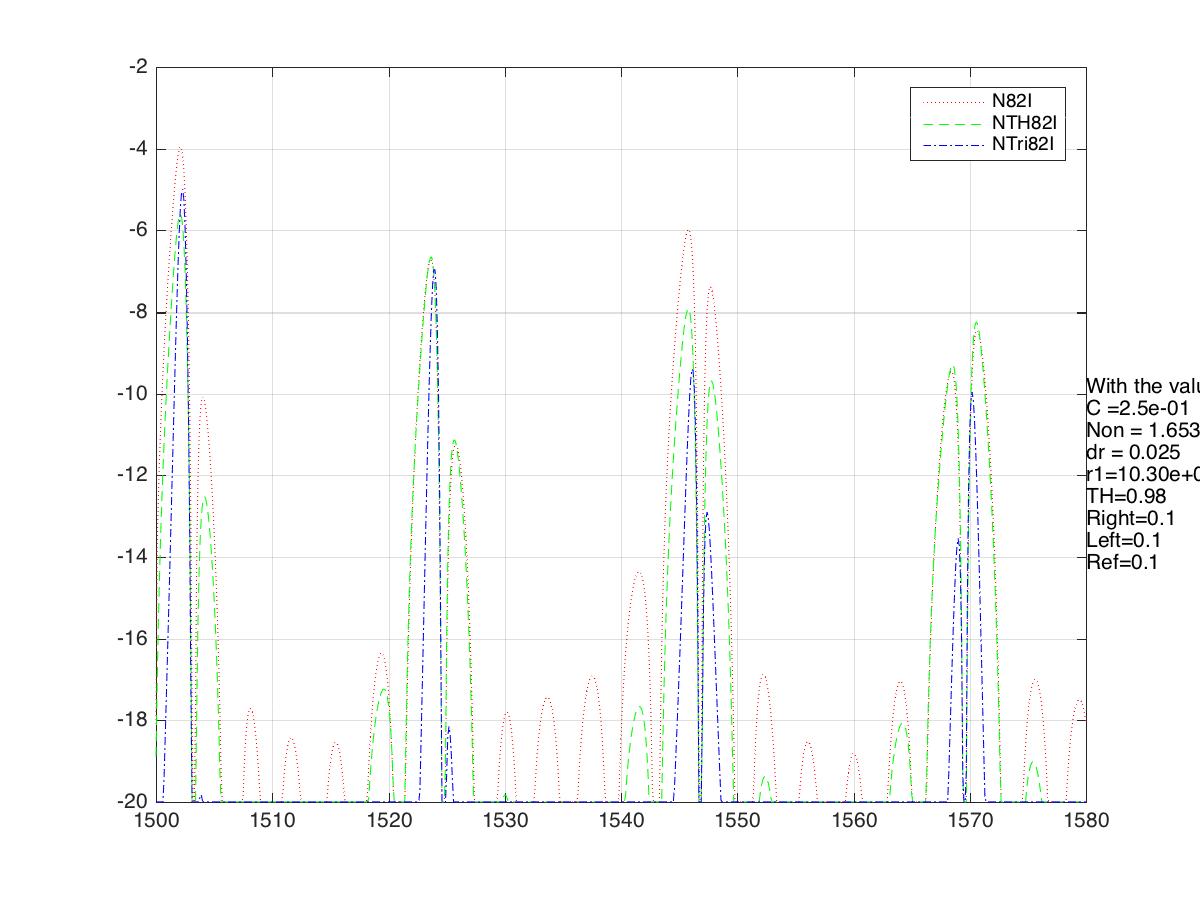 -2
-4
-6
-8
-10
-12
-14
-16
-18
-20
1500
1510
1520
1530
1540
1550
1560
1570
1580
N82I
NTH82I
NTri82I
With the valu
C =2.5e-01
Non = 1.653
dr = 0.025
r1=10.30e+0
TH=0.98
Right=0.1
Left=0.1
Ref=0.1